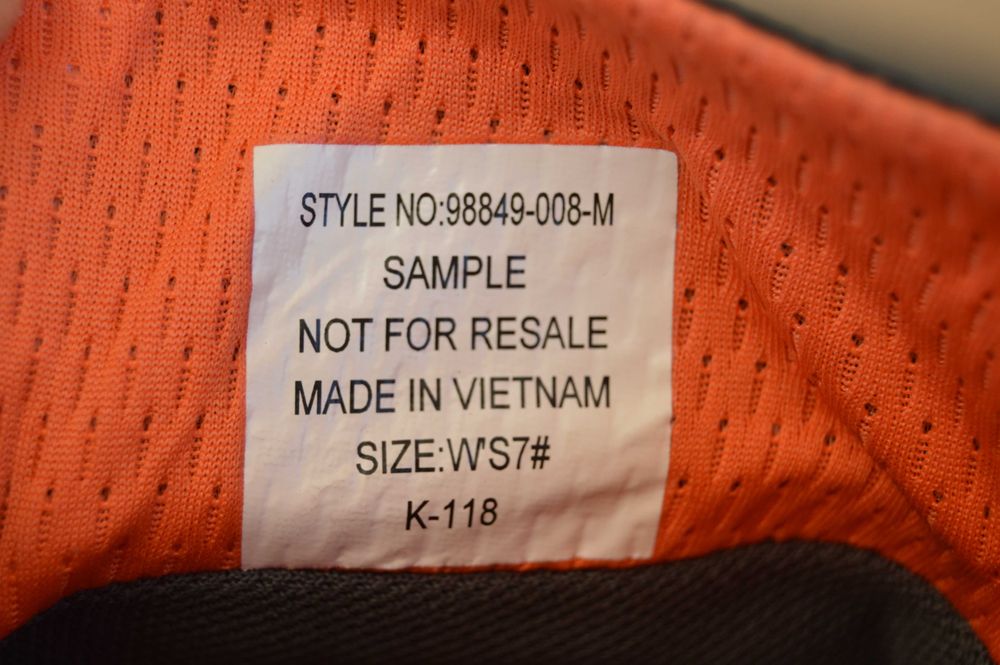 STYLE NO:98849-008-M
SAMPLE
NOT FOR RESALE
MADE IN VIETNAM
SIZE:W'S7#
K-118